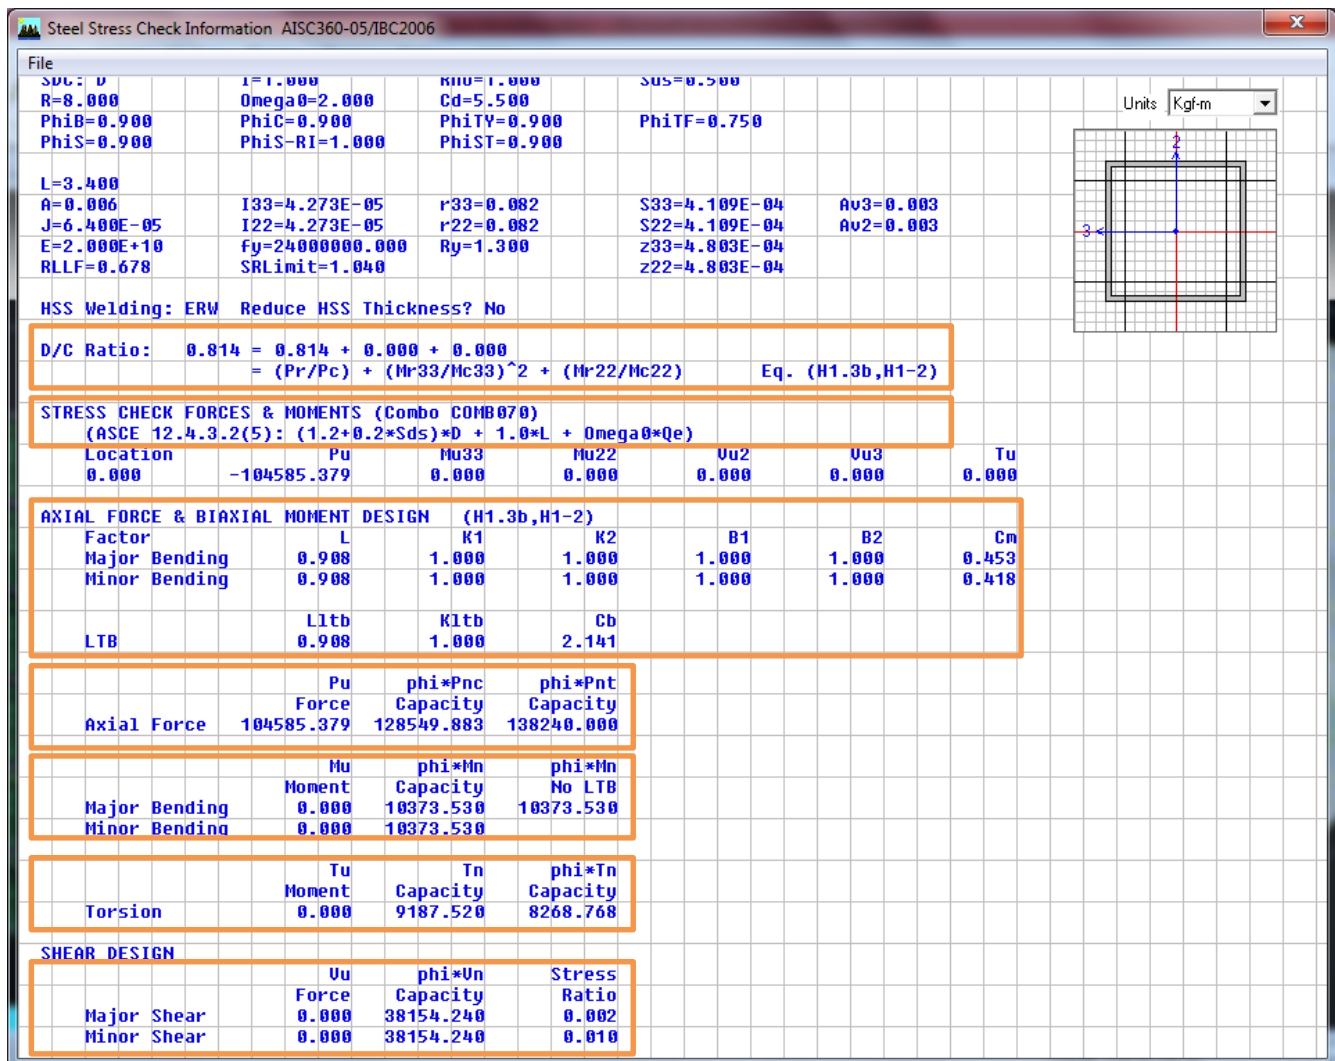 Steel Stress Check Information AISC360-05/IBC2006
File
SDC: D I=1.000 Rho=1.000 Sds=0.500
R=8.000 Omega0=2.000 Cd=5.500
PhiB=0.900 PhiC=0.900 PhiTY=0.900 PhiTF=0.750
PhiS=0.900 PhiS-RI=1.000 PhiST=0.900
Units Kgf-m
2
3
L=3.400
A=0.006 I33=4.273E-05 r33=0.082 S33=4.109E-04 Av3=0.003
J=6.400E-05 I22=4.273E-05 r22=0.082 S22=4.109E-04 Av2=0.003
E=2.000E+10 fy=24000000.000 Ry=1.300 z33=4.803E-04
RLLF=0.678 SRLimit=1.040 z22=4.803E-04
HSS Welding: ERW Reduce HSS Thickness? No
D/C Ratio: 0.814 = 0.814 + 0.000 + 0.000
= (Pr/Pc) + (Mr33/Mc33)^2 + (Mr22/Mc22) Eq. (H1.3b,H1-2)
STRESS CHECK FORCES & MOMENTS (Combo COMB070)
(ASCE 12.4.3.2(5): (1.2+0.2*Sds)*D + 1.0*L + Omega0*Qe)
Location Pu Mu33 Mu22 Vu2 Vu3 Tu
0.000 -104585.379 0.000 0.000 0.000 0.000 0.000
AXIAL FORCE & BIAXIAL MOMENT DESIGN (H1.3b,H1-2)
Factor L K1 K2 B1 B2 Cm
Major Bending 0.908 1.000 1.000 1.000 1.000 0.453
Minor Bending 0.908 1.000 1.000 1.000 1.000 0.418
Lltb Kltb Cb
LTB 0.908 1.000 2.141
Pu phi*Pnc phi*Pnt
Force Capacity Capacity
Axial Force 104585.379 128549.883 138240.000
Mu phi*Mn phi*Mn
Moment Capacity No LTB
Major Bending 0.000 10373.530 10373.530
Minor Bending 0.000 10373.530
Tu Tn phi*Tn
Moment Capacity Capacity
Torsion 0.000 9187.520 8268.768
SHEAR DESIGN
Vu phi*Vn Stress
Force Capacity Ratio
Major Shear 0.000 38154.240 0.002
Minor Shear 0.000 38154.240 0.010